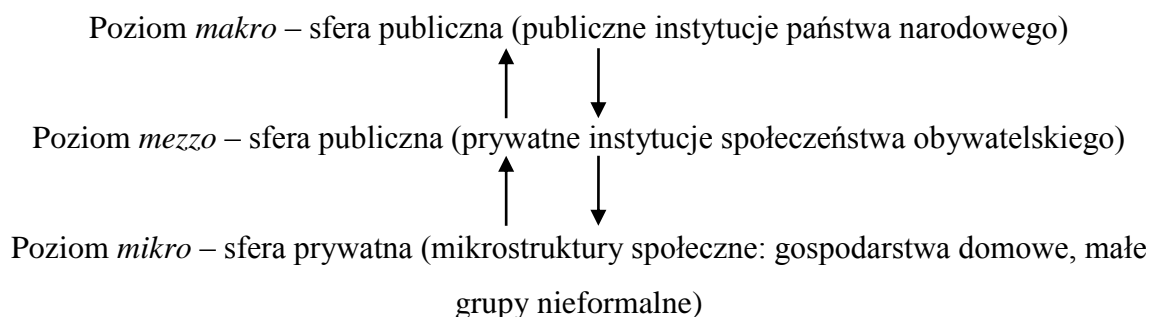 Poziom makro – sfera publiczna (publiczne instytucje państwa narodowego)
Poziom mezzo – sfera publiczna (prywatne instytucje społeczeństwa obywatelskiego)
Poziom mikro – sfera prywatna (mikrostruktury społeczne: gospodarstwa domowe, małe
grupy nieformalne)